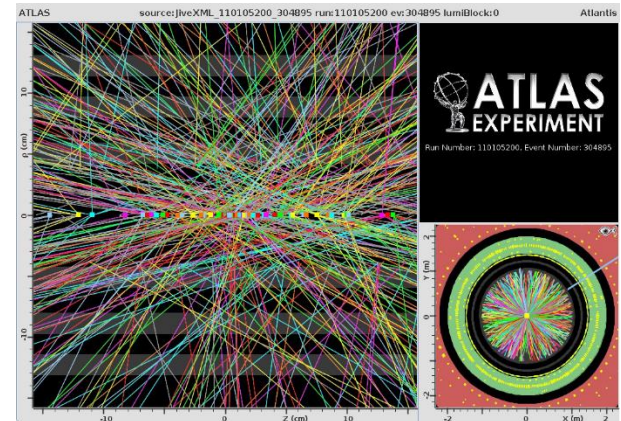 ATLAS source:JiveXML_110105200_304895 run:110105200 ev:304895 lumiBlock:0 Atlantis
ATLAS
EXPERIMENT
Run Number: 110105200, Event Number: 304895
10
ρ (cm)
0
-10
-10 0 Z (cm) 10
2
Y (m)
0
-2
-2 0 X (m) 2